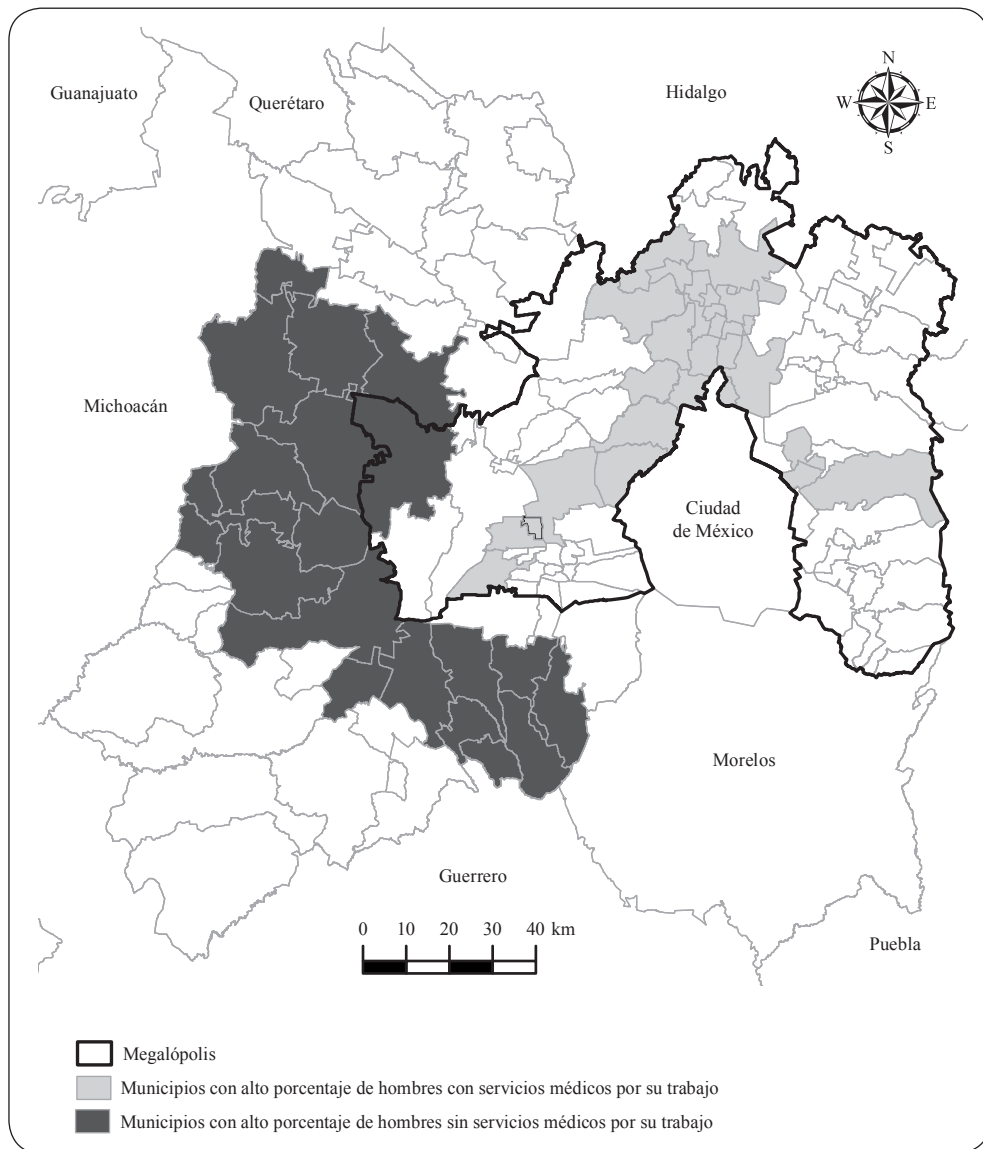 Guanajuato
Querétaro
Hidalgo
N
W
E
S
Michoacán
Ciudad
de México
Morelos
Guerrero
Puebla
0 10 20 30 40 km
Megalópolis
Municipios con alto porcentaje de hombres con servicios médicos por su trabajo
Municipios con alto porcentaje de hombres sin servicios médicos por su trabajo